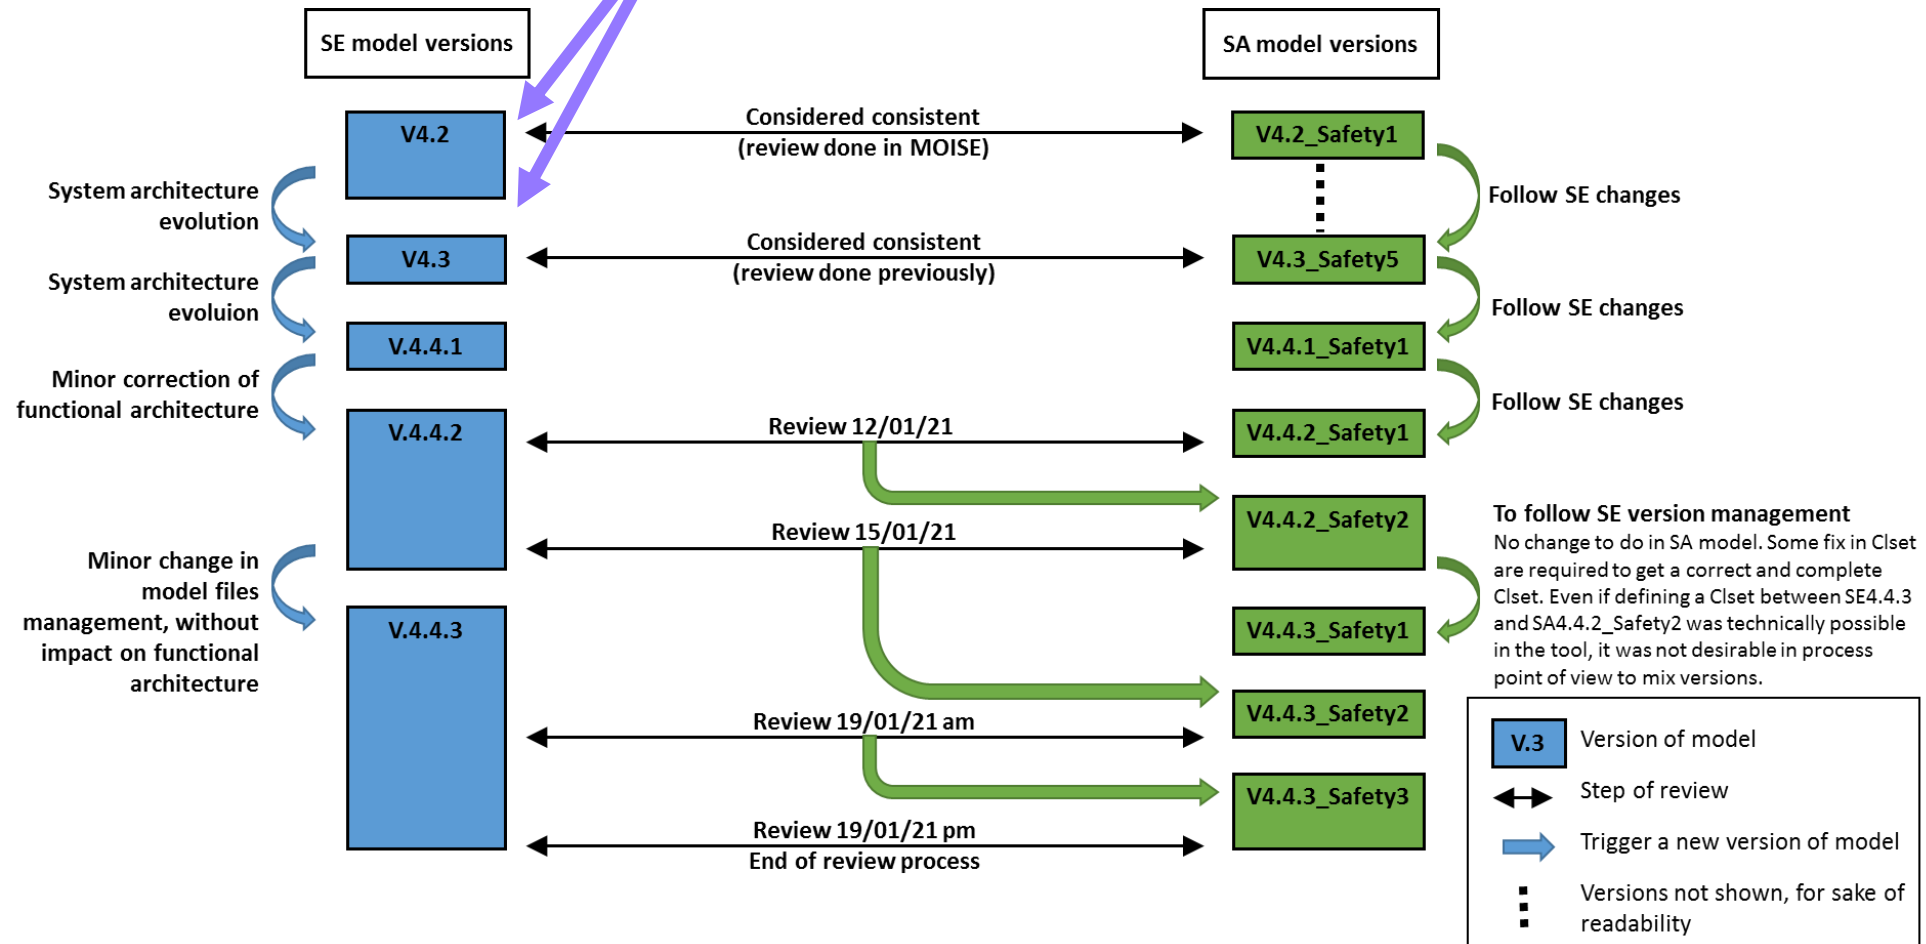 SE model versions
SA model versions
V4.2
Considered consistent
(review done in MOISE)
V4.2_Safety1
System architecture
evolution
Follow SE changes
V4.3
Considered consistent
(review done previously)
V4.3_Safety5
System architecture
evoluion
Follow SE changes
V.4.4.1
V4.4.1_Safety1
Minor correction of
functional architecture
Follow SE changes
V.4.4.2
Review 12/01/21
V4.4.2_Safety1
V4.4.2_Safety2
Review 15/01/21
To follow SE version management
No change to do in SA model. Some fix in Clset
are required to get a correct and complete
Clset. Even if defining a Clset between SE4.4.3
and SA4.4.2_Safety2 was technically possible
in the tool, it was not desirable in process
point of view to mix versions.
Minor change in
model files
management, without
impact on functional
architecture
V.4.4.3
V4.4.3_Safety1
V4.4.3_Safety2
Review 19/01/21 am
V4.4.3_Safety3
Review 19/01/21 pm
End of review process
V.3
Version of model
Step of review
Trigger a new version of model
Versions not shown, for sake of
readability